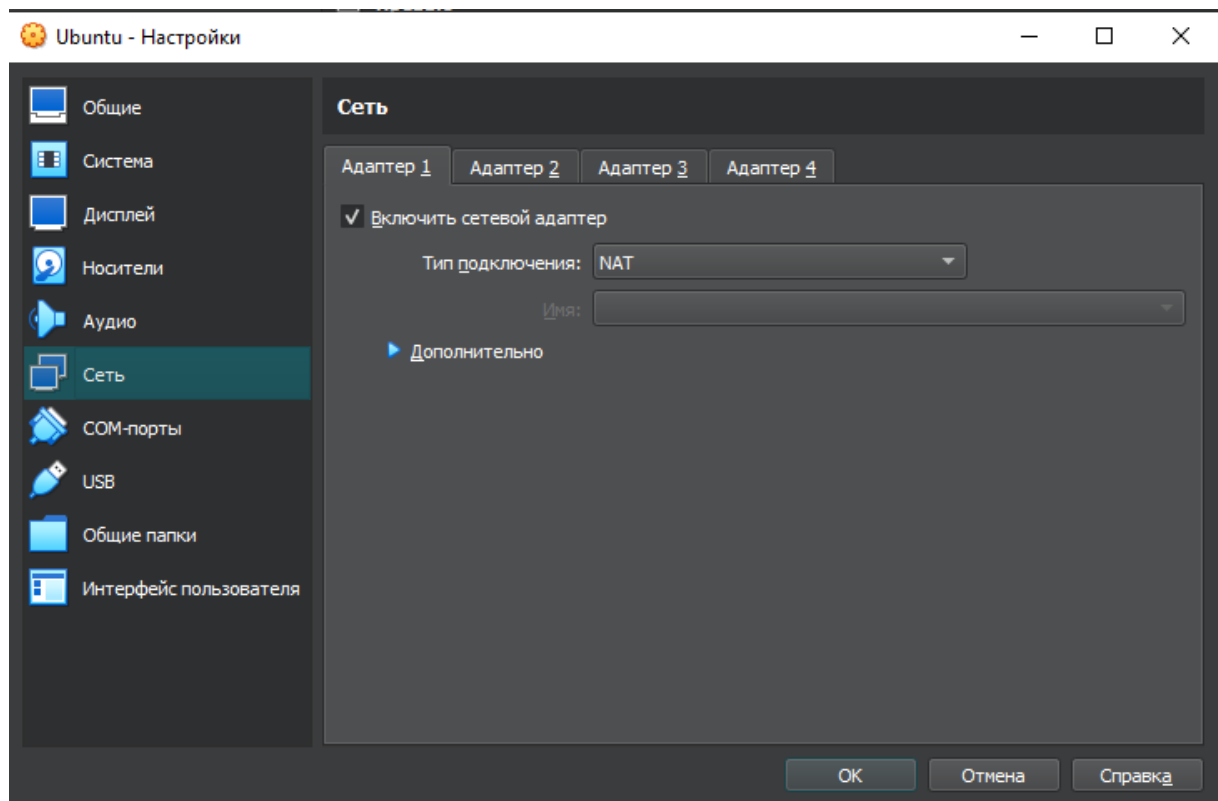 Ubuntu - Настройки
Общие
Система
Дисплей
Носители
Аудио
Сеть
COM-порты
USB
Общие папки
Интерфейс пользователя
Сеть
Адаптер 1 Адаптер 2 Адаптер 3 Адаптер 4
Включить сетевой адаптер
Тип подключения: NAT
Имя:
Дополнительно
OK Отмена Справка